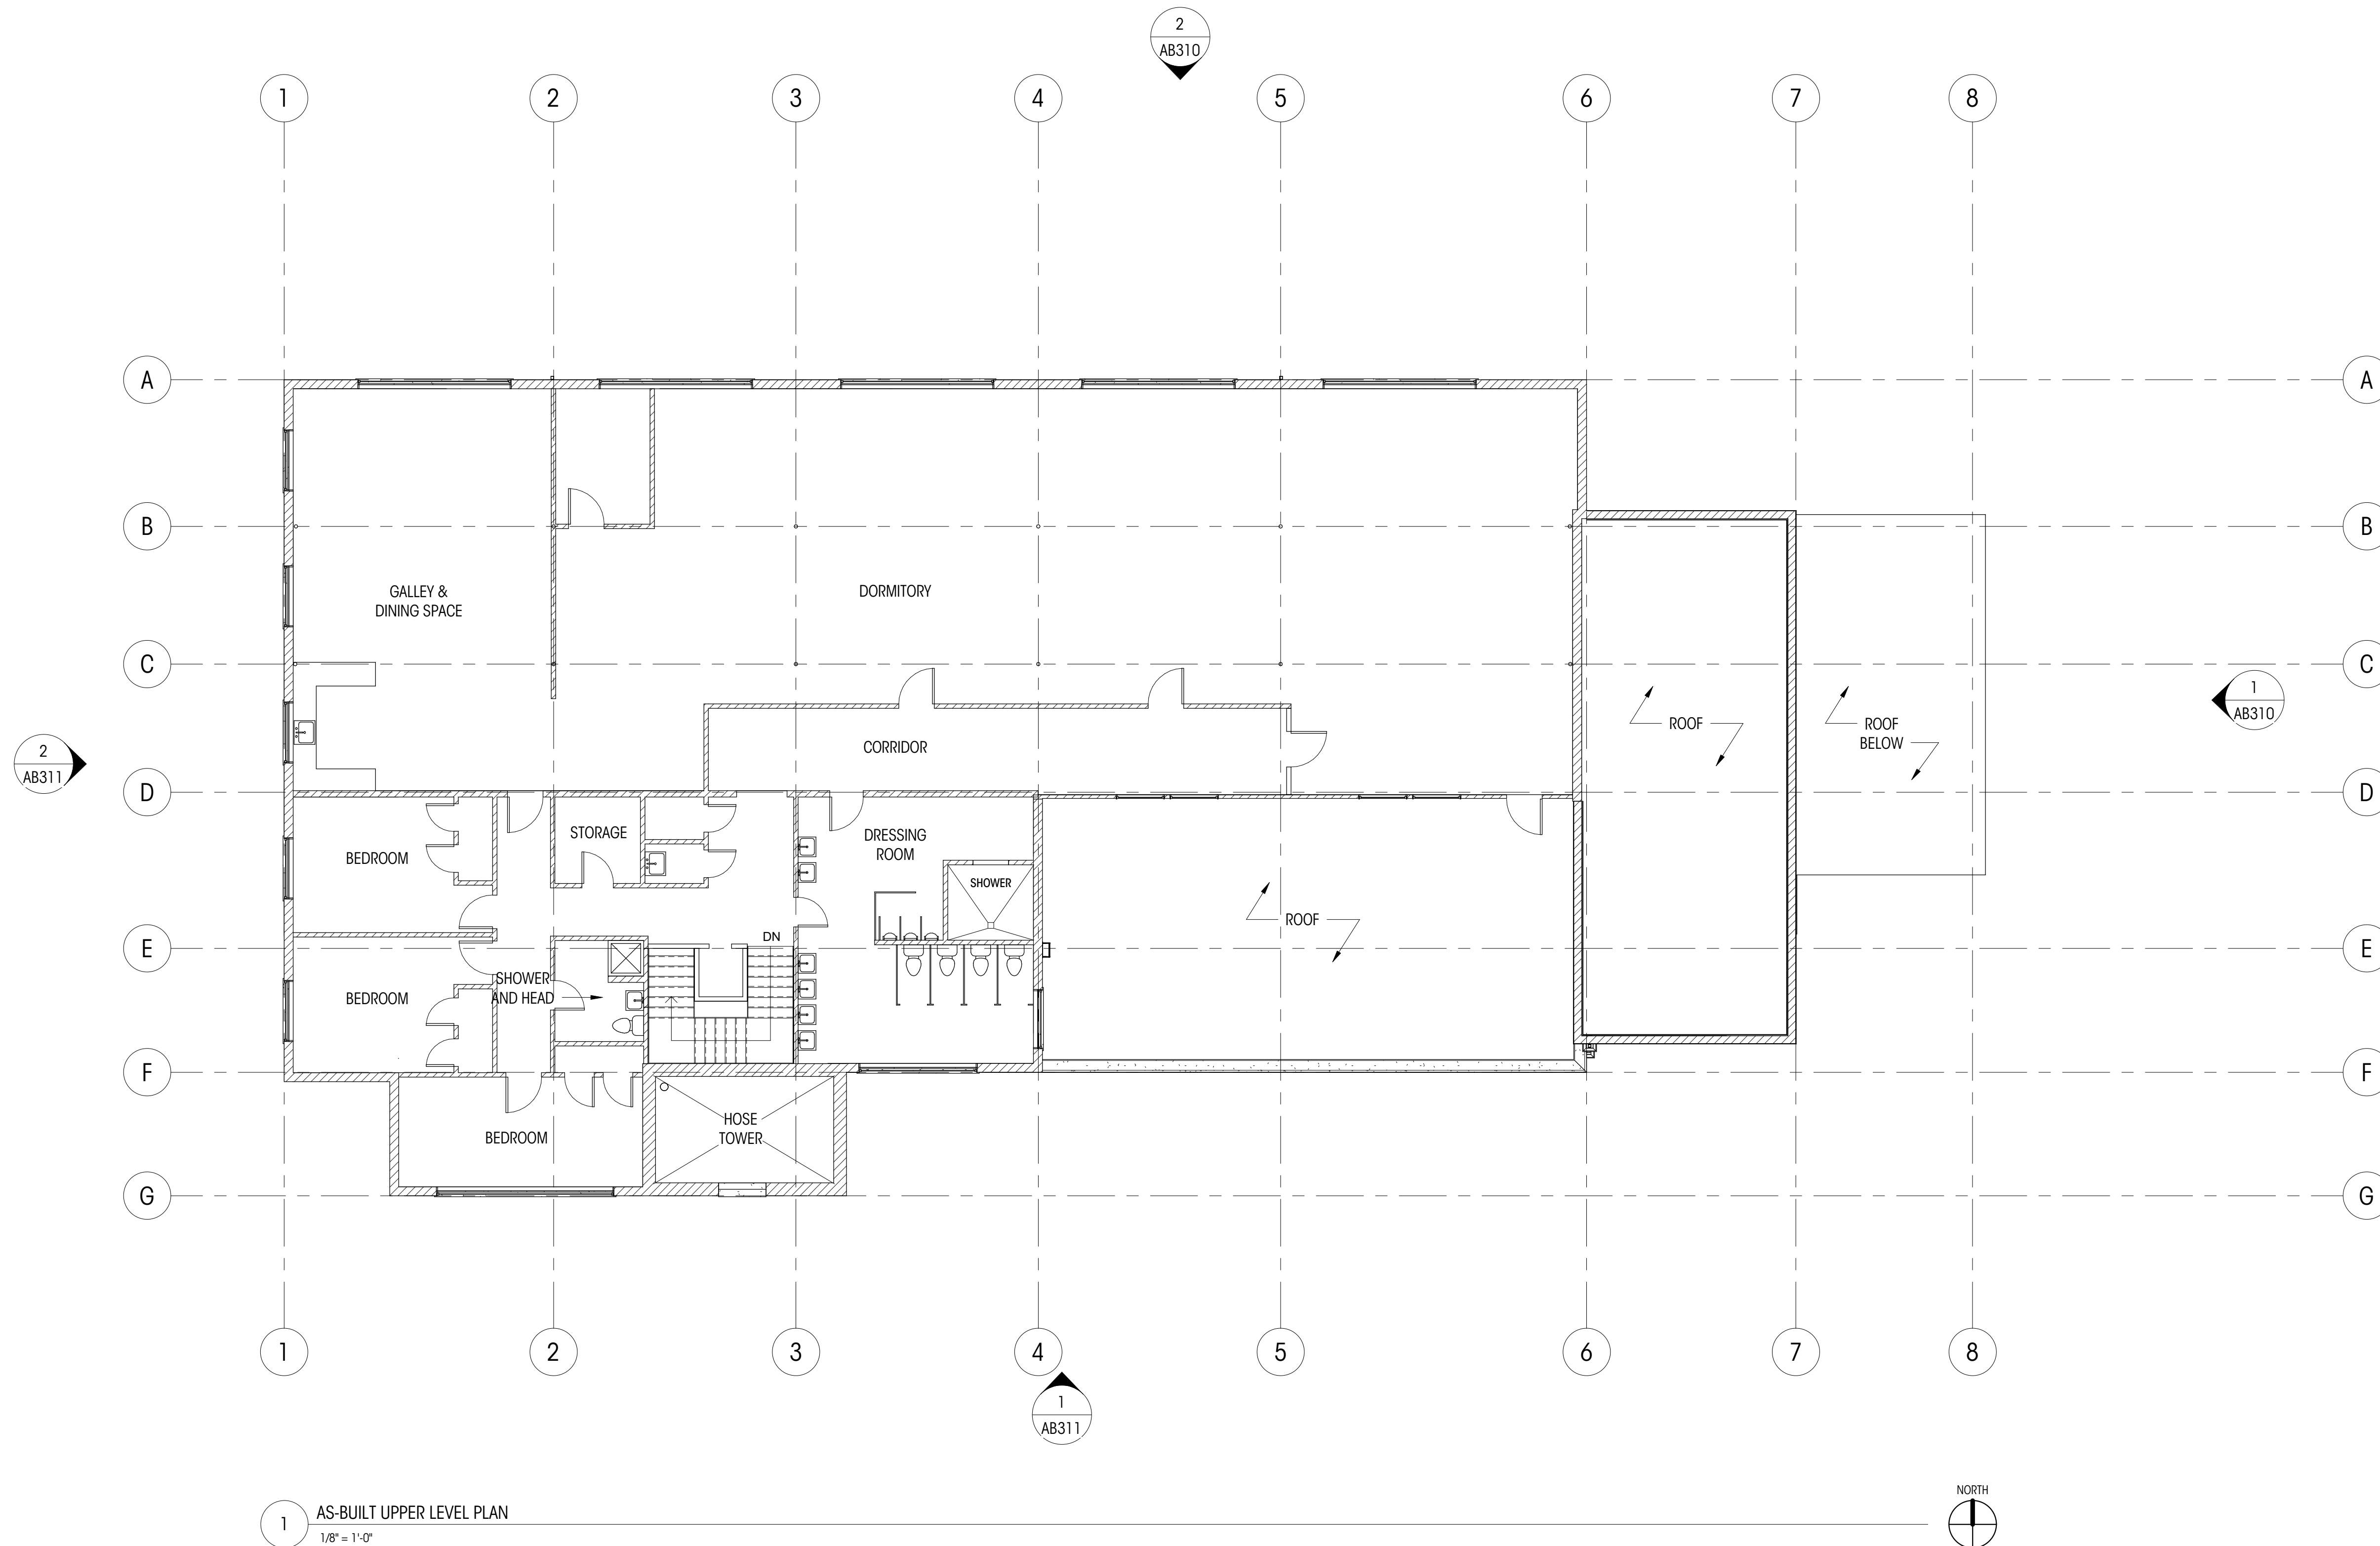 2
AB310
1
2
3
4
5
6
7
8
A
A
B
B
GALLEY &
DINING SPACE
DORMITORY
C
C
1
AB310
ROOF
ROOF
BELOW
CORRIDOR
2
AB311
D
D
STORAGE
DRESSING
ROOM
BEDROOM
SHOWER
ROOF
DN
E
E
SHOWER
AND HEAD
BEDROOM
F
F
HOSE
TOWER
BEDROOM
G
G
1
2
3
4
5
6
7
8
1
AB311
NORTH
1
AS-BUILT UPPER LEVEL PLAN
1/8" = 1'-0"